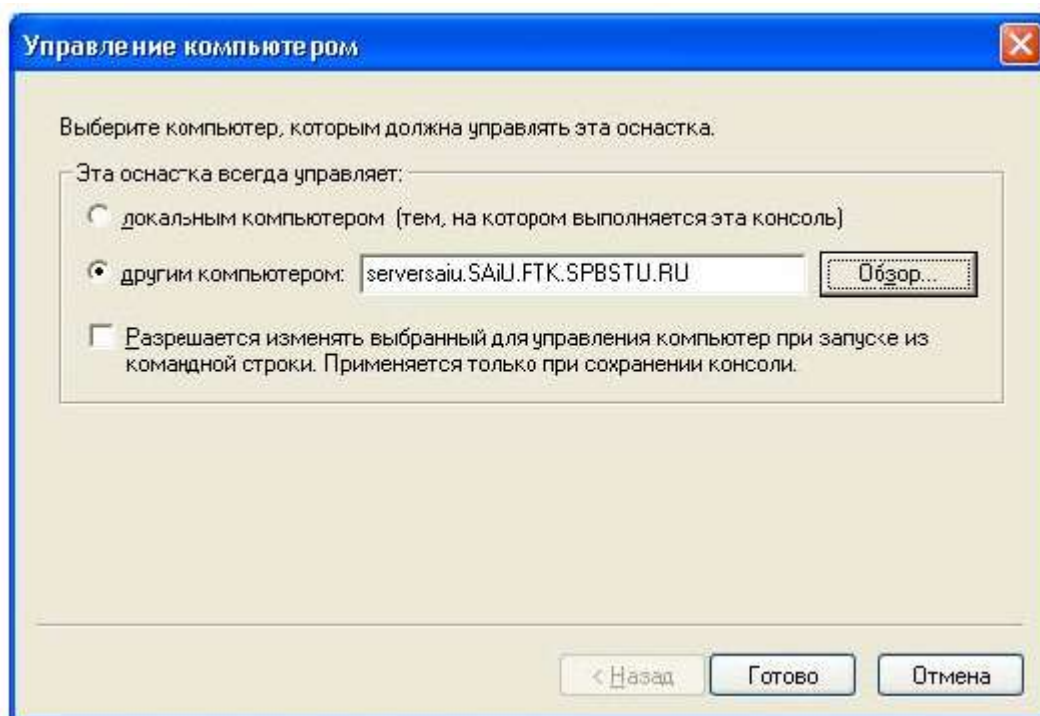 Управление компьютером
Выберите компьютер, которым должна управлять эта оснастка.
Эта оснастка всегда управляет:
локальным компьютером (тем, на котором выполняется эта консоль)
другим компьютером: serversaiu.SAiU.FTK.SPBSTU.RU Обзор...
Разрешается изменять выбранный для управления компьютер при запуске из
командной строки. Применяется только при сохранении консоли.
< Назад Готово Отмена